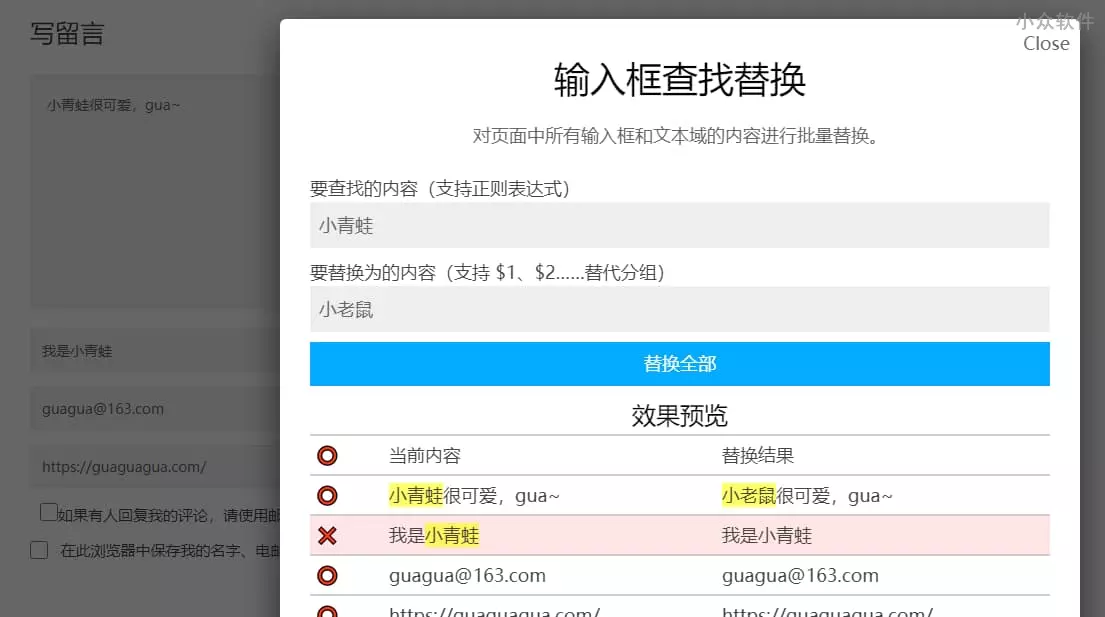 写留言
小青蛙很可爱，gua~
我是小青蛙
guagua@163.com
https://guaguagua.com/
如果有人回复我的评论，请使用邮
在此浏览器中保存我的名字、电邮
小众软件
Close
输入框查找替换
对页面中所有输入框和文本域的内容进行批量替换。
要查找的内容（支持正则表达式）
小青蛙
要替换为的内容（支持 $1、$2......替代分组）
小老鼠
替换全部
效果预览
当前内容 替换结果
小青蛙很可爱，gua~ 小老鼠很可爱，gua~
我是小青蛙 我是小青蛙
guagua@163.com guagua@163.com
https://guaguagua.com/ https://guaguagua.com/